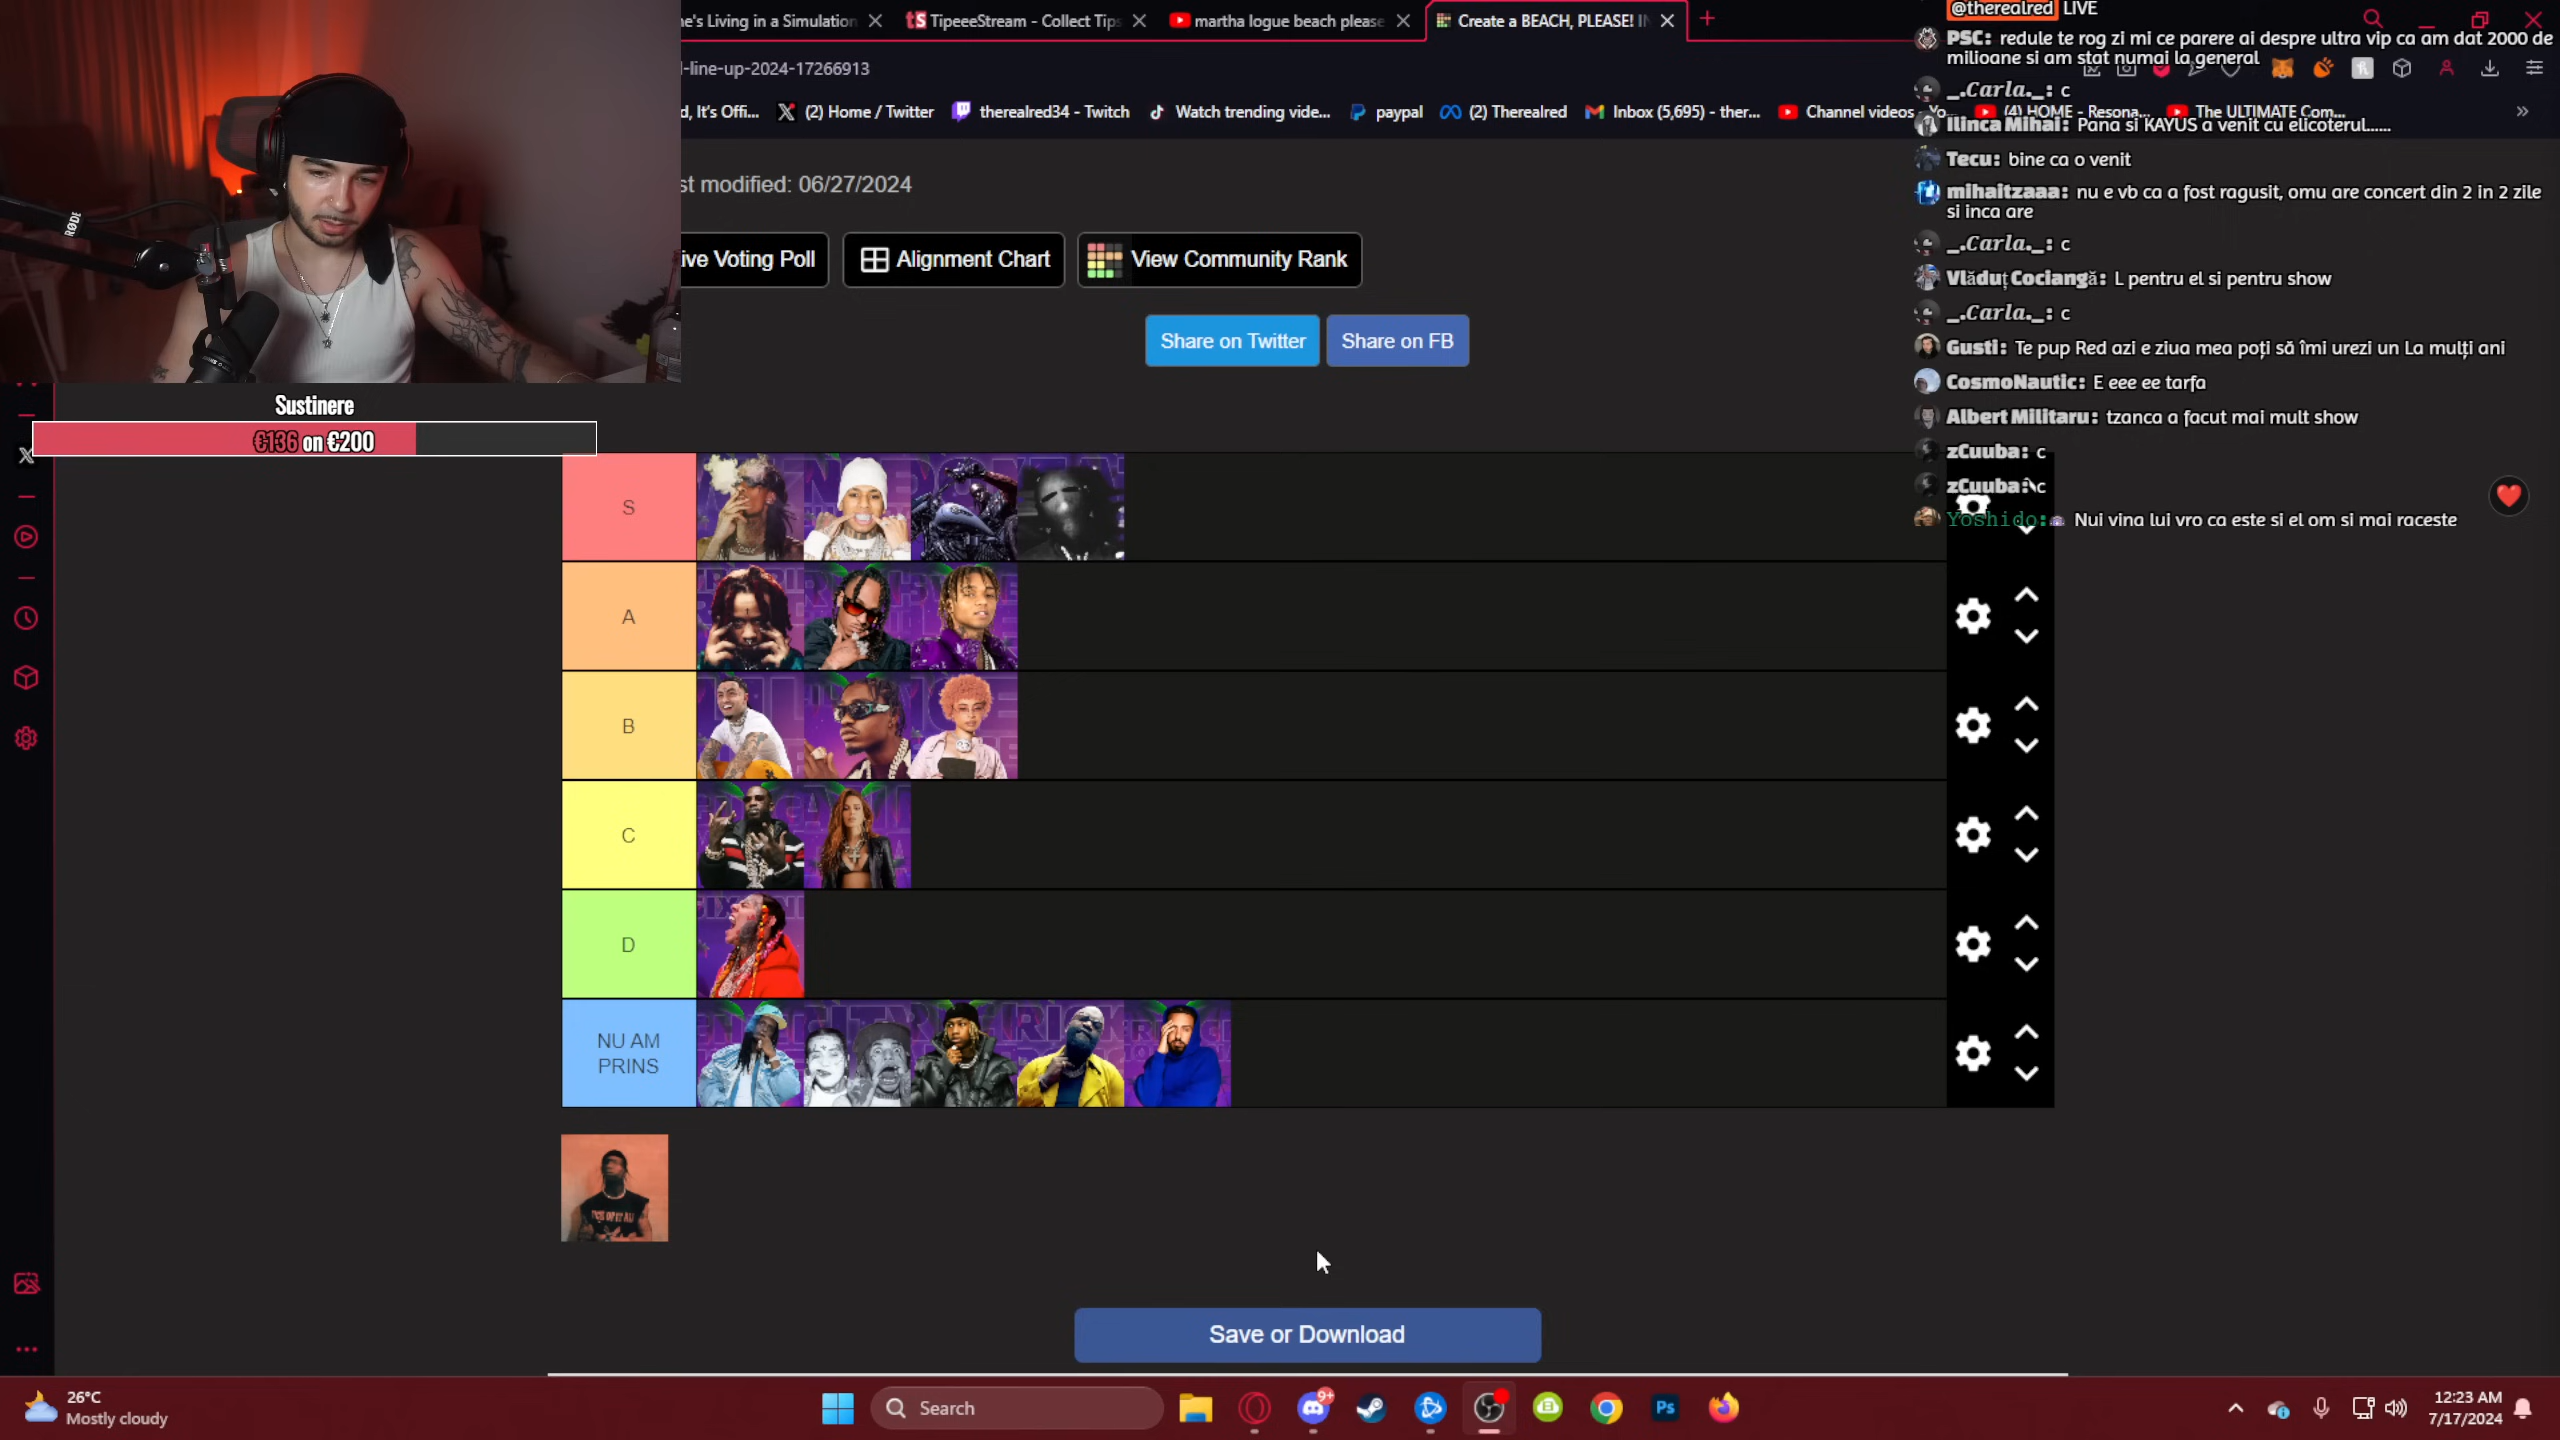 ne's Living in a Simulation
TipeeeStream - Collect Tips
martha logue beach please
Create a BEACH, PLEASE! IN
l-line-up-2024-17266913
d, It's Offi...
(2) Home / Twitter
therealred34 - Twitch
Watch trending vide...
paypal
(2) Therealred
Inbox (5,695) - ther...
Channel videos - Yo...
(4) HOME - Resona...
The ULTIMATE Com...
@therealred LIVE
PSC: redule te rog zi mi ce parere ai despre ultra vip ca am dat 2000 de
milioane si am stat numai la general
_.Carla._: c
Ilinca Mihai: Pana si KAYUS a venit cu elicoterul......
Tecu: bine ca o venit
mihaitzaaa: nu e vb ca a fost ragusit, omu are concert din 2 in 2 zile
si inca are
_.Carla._: c
Vlăduț Cociangă: L pentru el si pentru show
_.Carla._: c
Gusti: Te pup Red azi e ziua mea poți să îmi urezi un La mulți ani
CosmoNautic: E eee ee tarfa
Albert Militaru: tzanca a facut mai mult show
zCuuba: c
zCuuba: c
Yoshido: Nui vina lui vro ca este si el om si mai raceste
st modified: 06/27/2024
ive Voting Poll
Alignment Chart
View Community Rank
Share on Twitter
Share on FB
RØDE
Sustinere
€136 on €200
S
A
B
C
D
NU AM
PRINS
Save or Download
26°C
Mostly cloudy
Search
9+
Ps
12:23 AM
7/17/2024